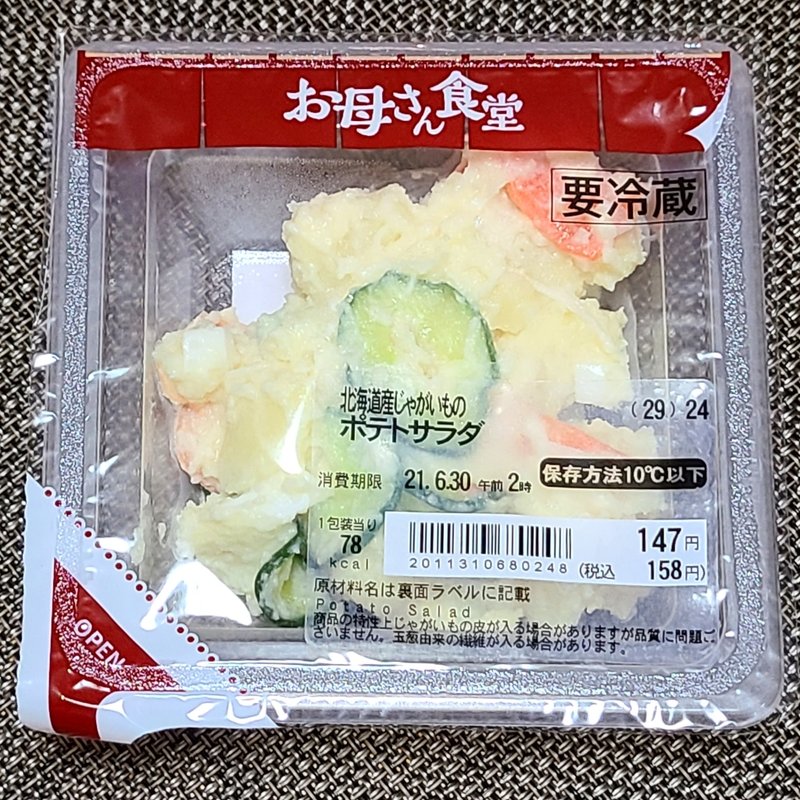 お母さん食堂
要冷蔵
北海道産じゃがいもの
(29) 24
ポテトサラダ
消費期限 21. 6.30 午前 2時
保存方法10℃以下
1包装当り
78
kcal
147円
2011310680248
(税込 158円)
原材料名は裏面ラベルに記載
Potato Salad
商品の特性上じゃがいもの皮が入る場合がありますが品質に問題ご
ざいません。玉葱由来の繊維が入る場合があります。
OPEN